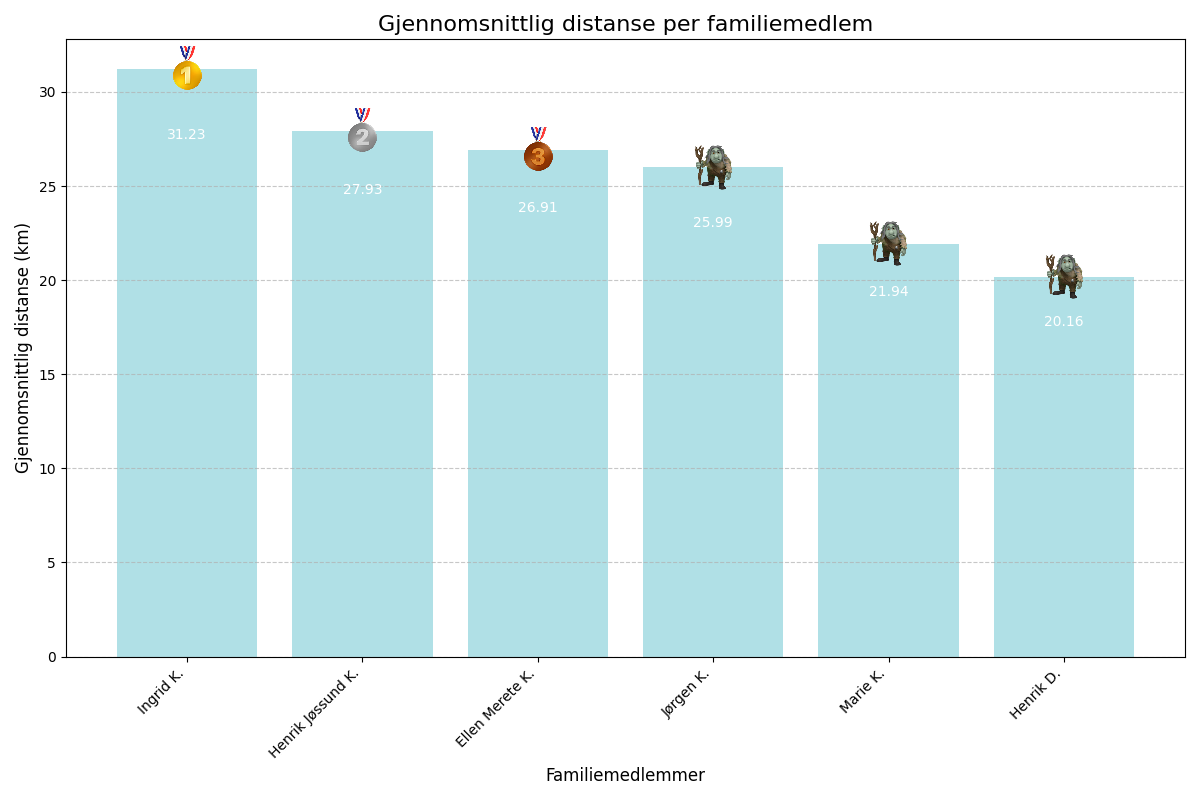 Gjennomsnittlig distanse per familiemedlem
Gjennomsnittlig distanse (km)
30
25
20
15
10
5
0
1
2
3
31.23
27.93
26.91
25.99
21.94
20.16
Ingrid K.
Henrik Jøssund K.
Ellen Merete K.
Jørgen K.
Marie K.
Henrik D.
Familiemedlemmer